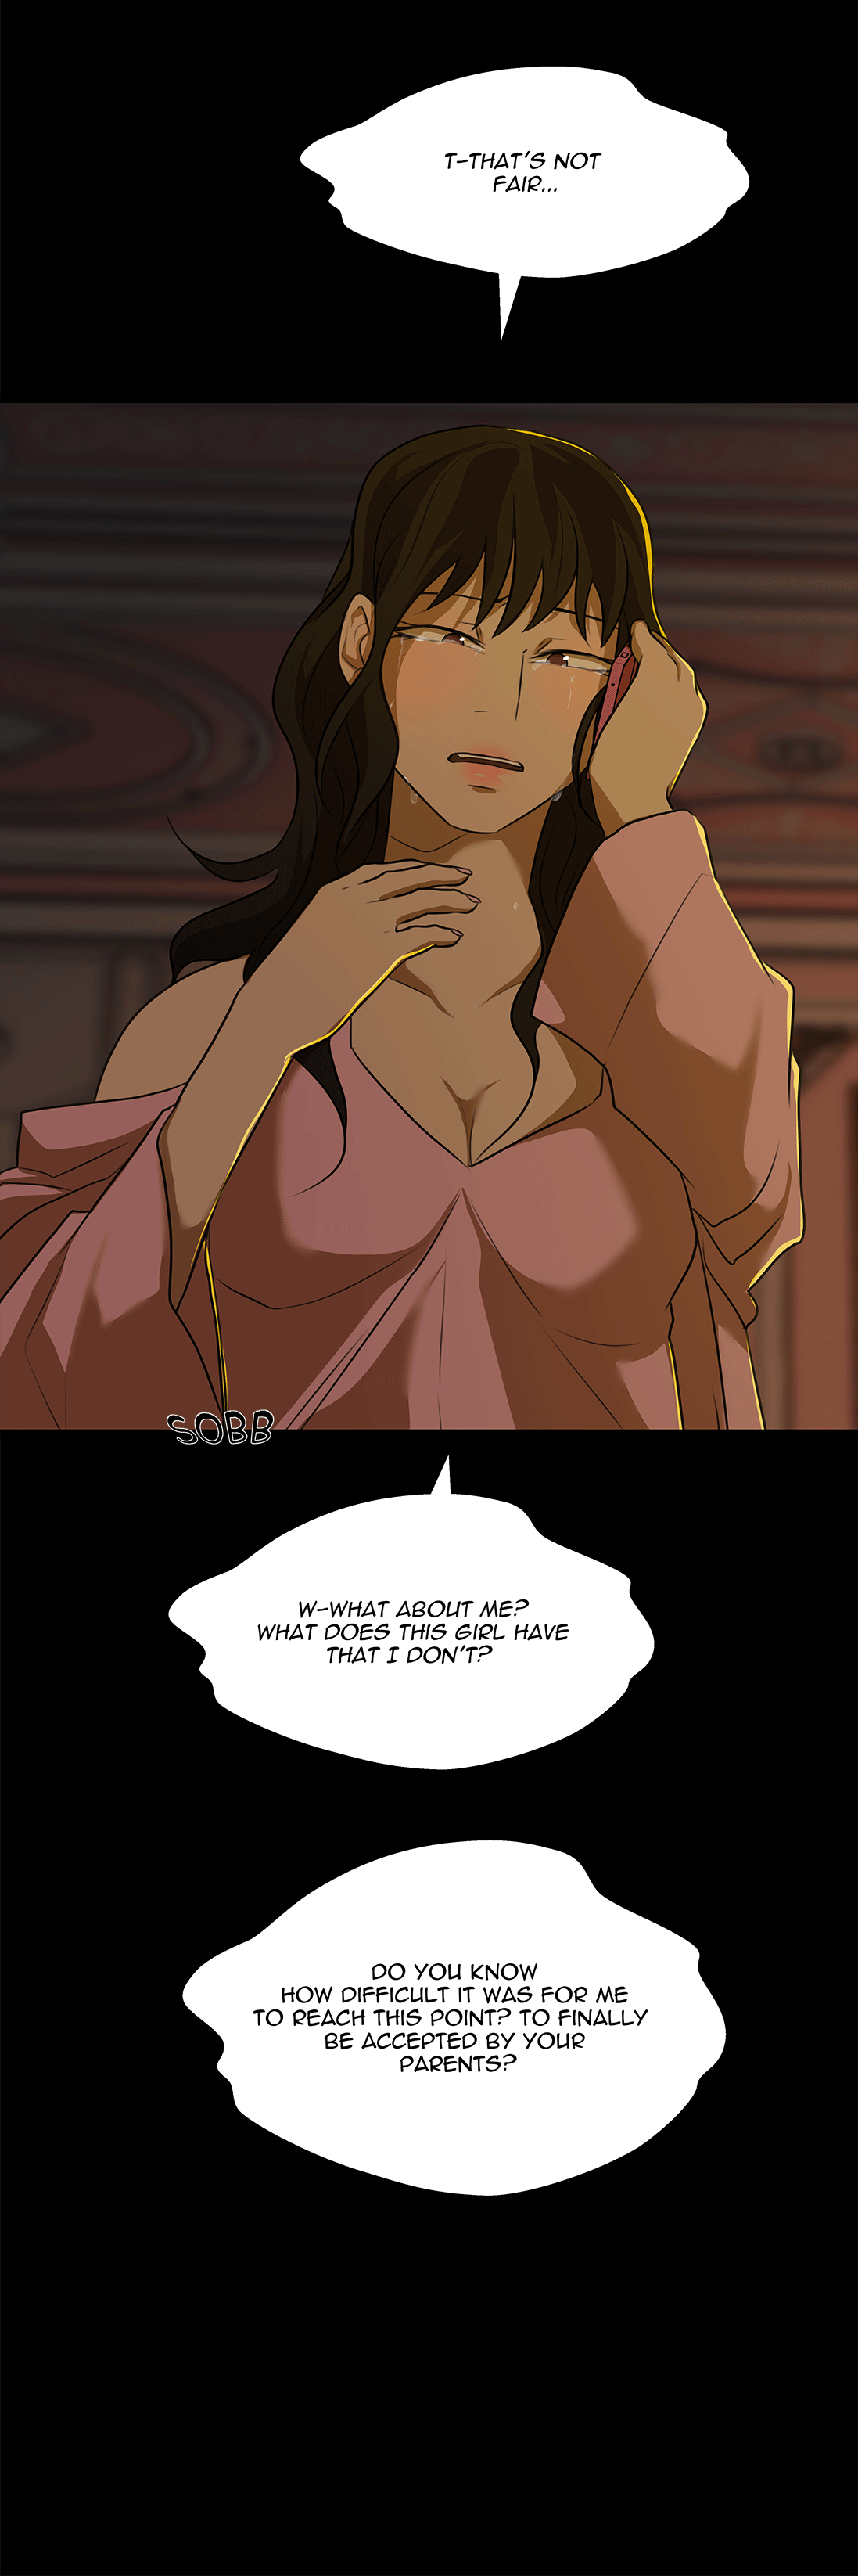 T-THAT'S NOT
FAIR...
SOBB
W-WHAT ABOUT ME?
WHAT DOES THIS GIRL HAVE
THAT I DON'T?
DO YOU KNOW
HOW DIFFICULT IT WAS FOR ME
TO REACH THIS POINT? TO FINALLY
BE ACCEPTED BY YOUR
PARENTS?